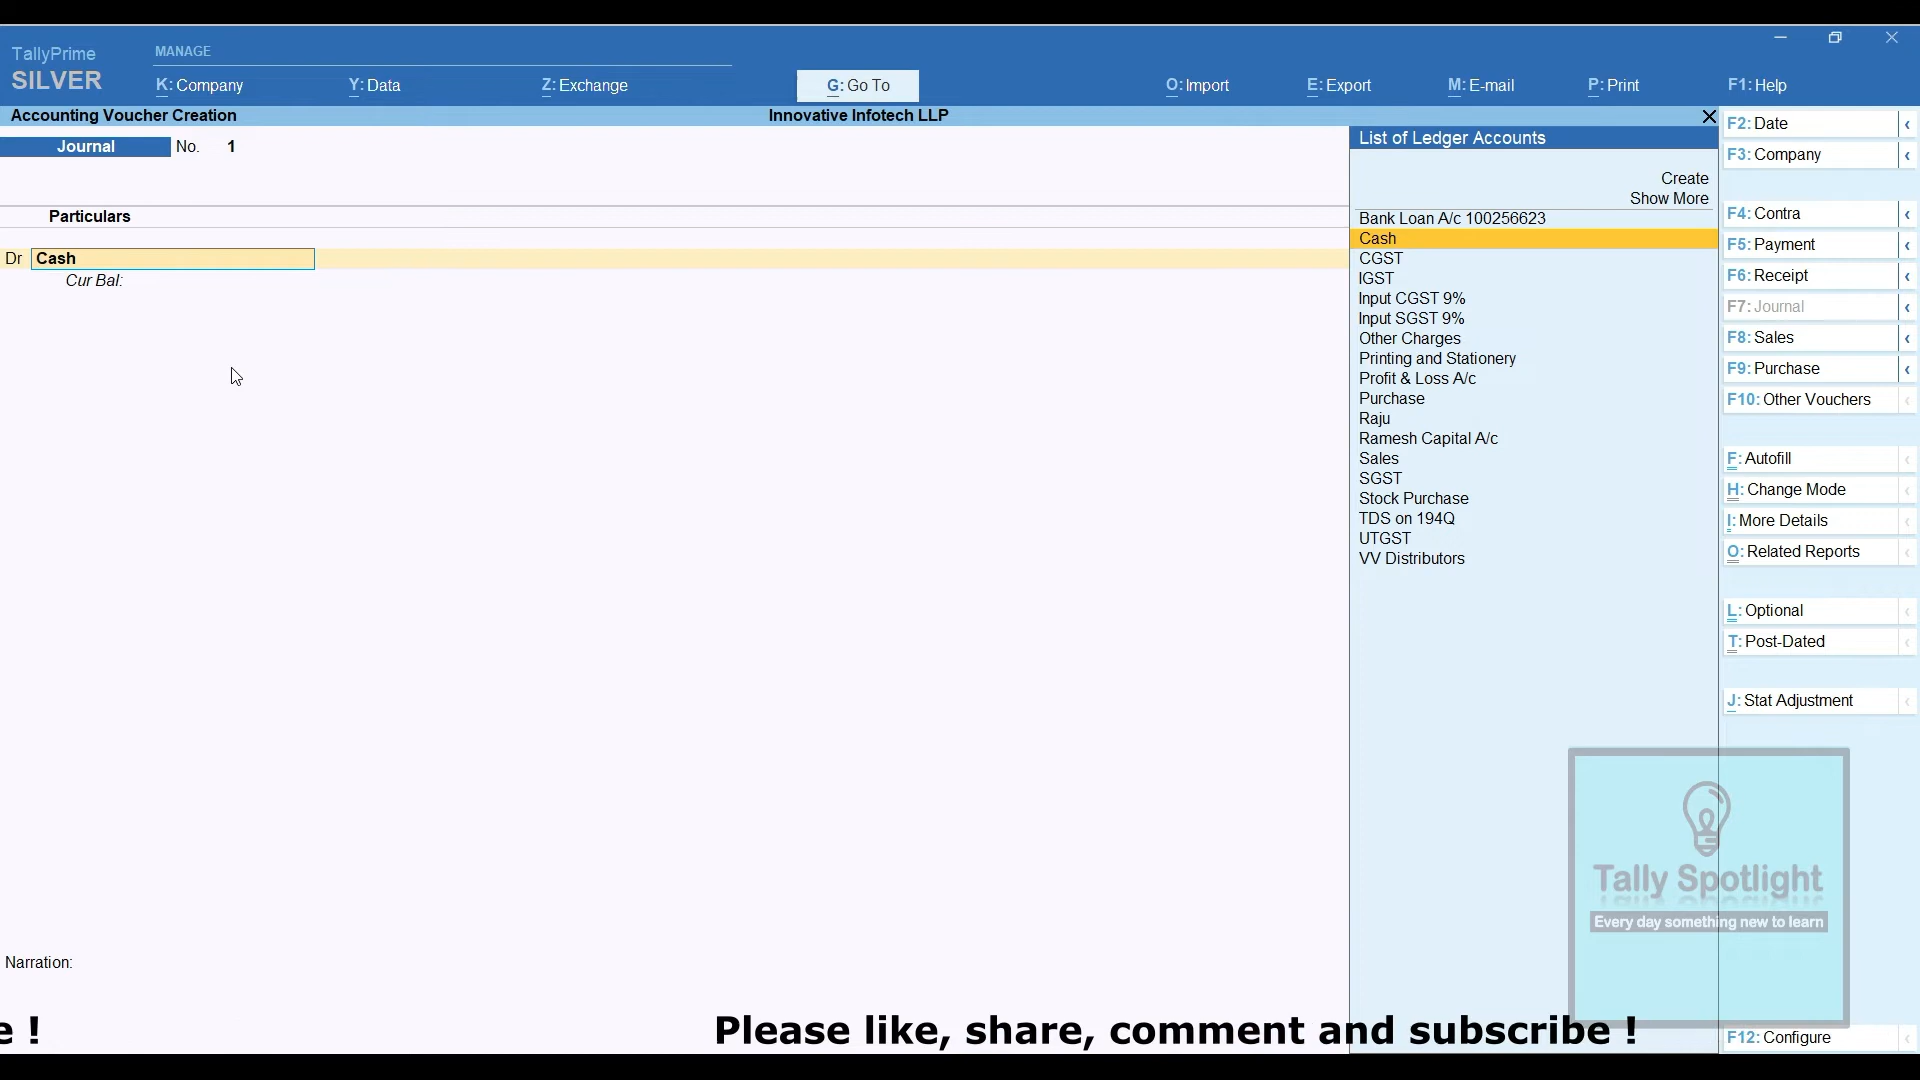 TallyPrime
SILVER
MANAGE
K: Company
Y: Data
Z: Exchange
G: Go To
O: Import
E: Export
M: E-mail
P: Print
F1: Help
Accounting Voucher Creation
Innovative Infotech LLP
Journal No. 1
Particulars
Dr Cash
Cur Bal:
Narration:
List of Ledger Accounts
Create
Show More
Bank Loan A/c 100256623
Cash
CGST
IGST
Input CGST 9%
Input SGST 9%
Other Charges
Printing and Stationery
Profit & Loss A/c
Purchase
Raju
Ramesh Capital A/c
Sales
SGST
Stock Purchase
TDS on 194Q
UTGST
VV Distributors
F2: Date
F3: Company
F4: Contra
F5: Payment
F6: Receipt
F7: Journal
F8: Sales
F9: Purchase
F10: Other Vouchers
F: Autofill
H: Change Mode
I: More Details
O: Related Reports
L: Optional
T: Post-Dated
J: Stat Adjustment
Tally Spotlight
Every day something new to learn
e ! Please like, share, comment and subscribe !
F12: Configure